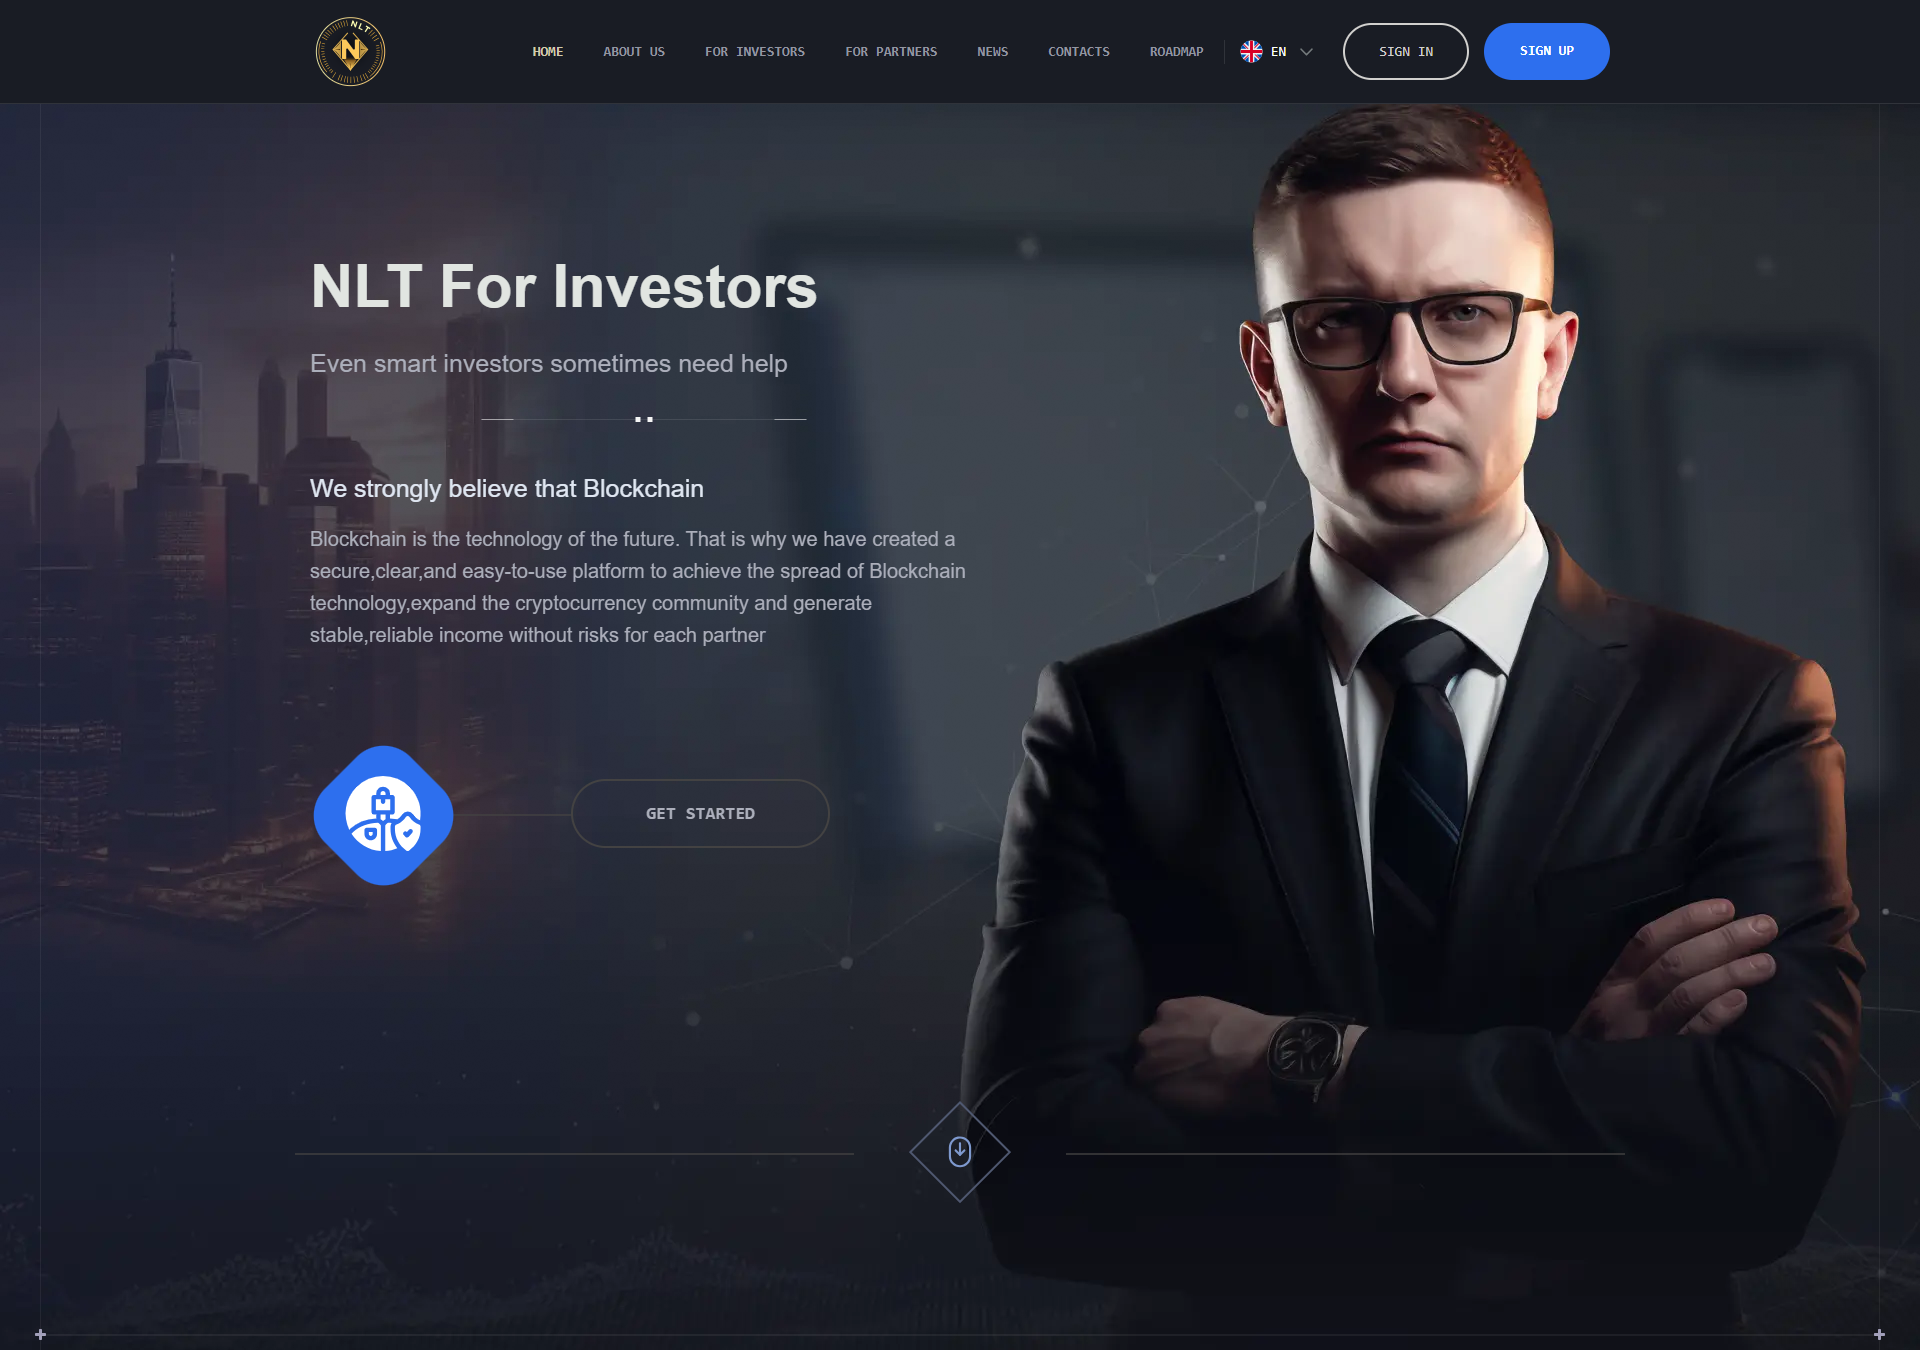 NLT
N
HOME
ABOUT US
FOR INVESTORS
FOR PARTNERS
NEWS
CONTACTS
ROADMAP
EN
SIGN IN
SIGN UP
NLT For Investors
Even smart investors sometimes need help
We strongly believe that Blockchain
Blockchain is the technology of the future. That is why we have created a
secure,clear,and easy-to-use platform to achieve the spread of Blockchain
technology,expand the cryptocurrency community and generate
stable,reliable income without risks for each partner
GET STARTED